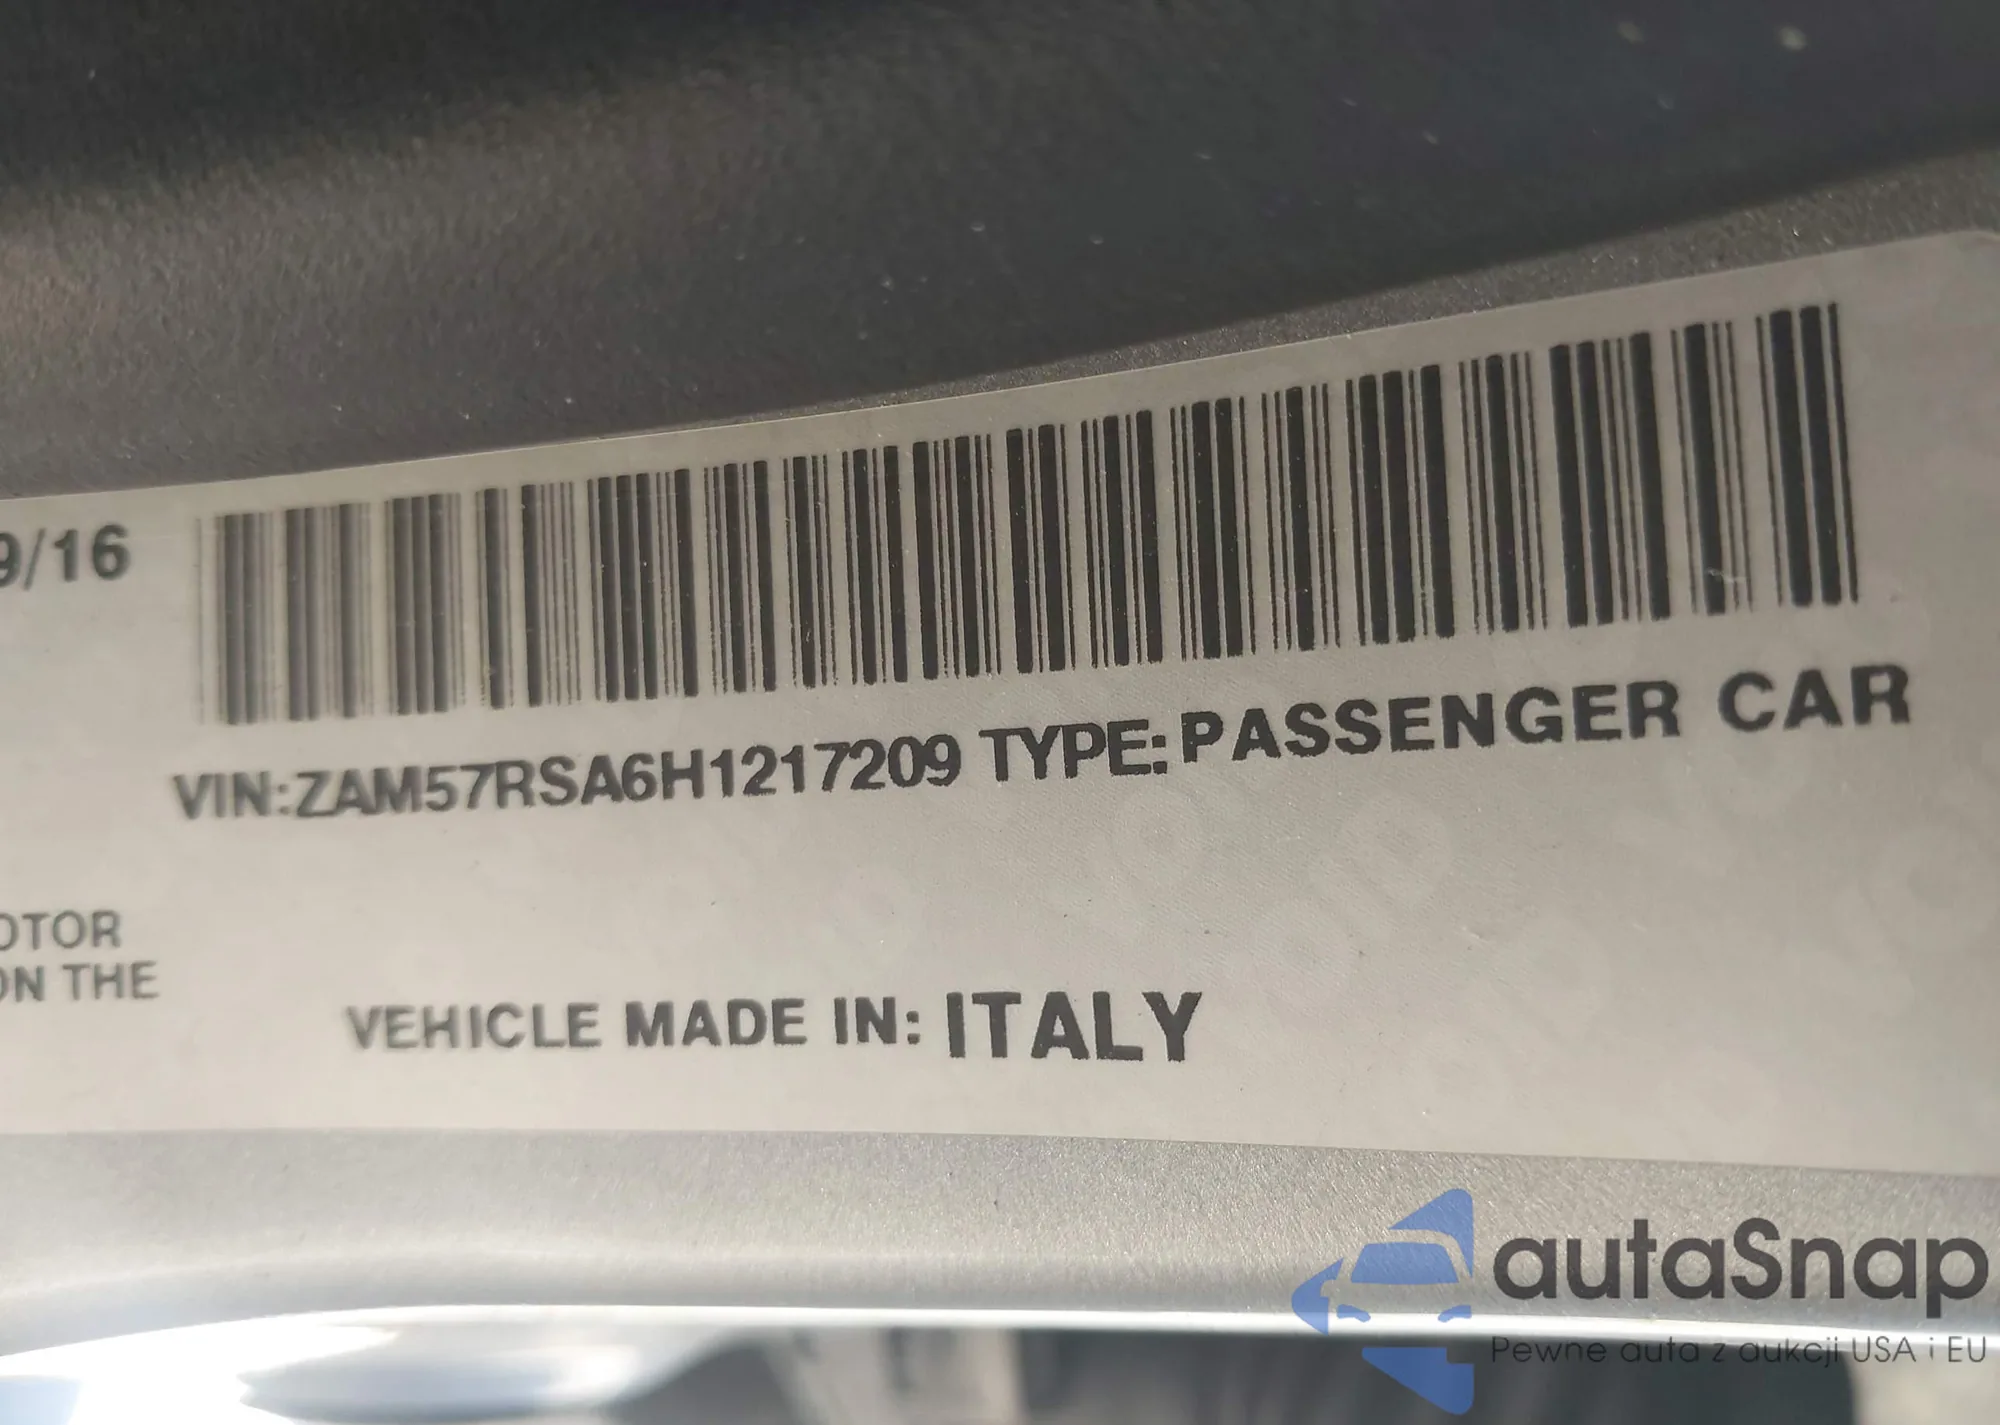 9/16
VIN:ZAM57RSA6H1217209 TYPE:PASSENGER CAR
OTOR
ON THE
VEHICLE MADE IN: ITALY
autaSnap
Pewne auta z aukcji USA i EU